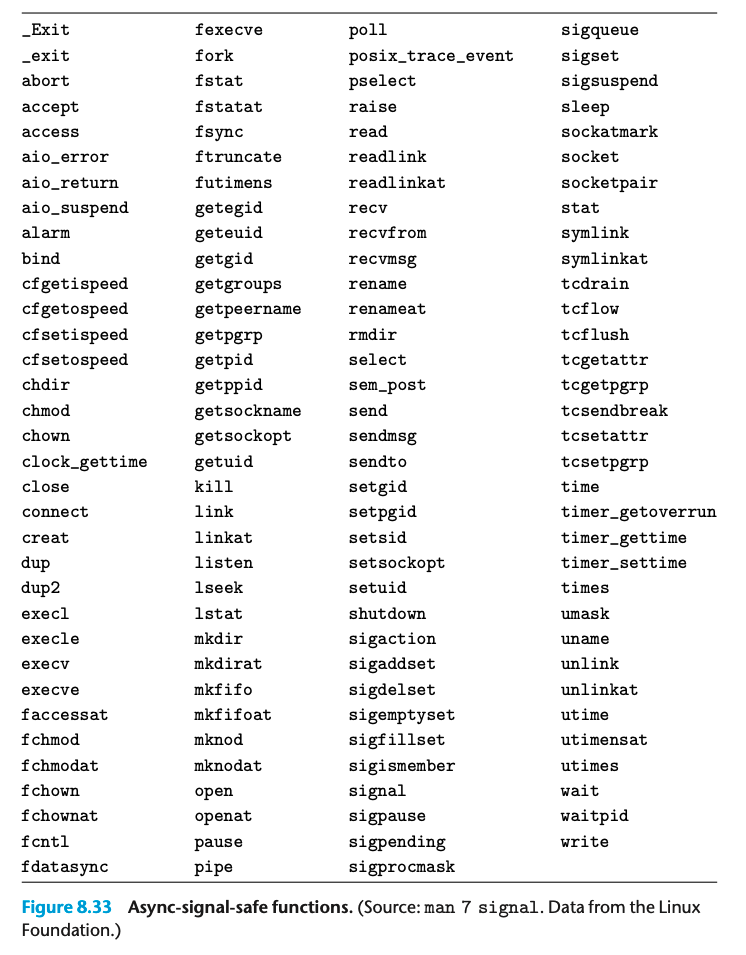 _Exit fexecve poll sigqueue
_exit fork posix_trace_event sigset
abort fstat pselect sigsuspend
accept fstatat raise sleep
access fsync read sockatmark
aio_error ftruncate readlink socket
aio_return futimens readlinkat socketpair
aio_suspend getegid recv stat
alarm geteuid recvfrom symlink
bind getgid recvmsg symlinkat
cfgetispeed getgroups rename tcdrain
cfgetospeed getpeername renameat tcflow
cfsetispeed getpgrp rmdir tcflush
cfsetospeed getpid select tcgetattr
chdir getppid sem_post tcgetpgrp
chmod getsockname send tcsendbreak
chown getsockopt sendmsg tcsetattr
clock_gettime getuid sendto tcsetpgrp
close kill setgid time
connect link setpgid timer_getoverrun
creat linkat setsid timer_gettime
dup listen setsockopt timer_settime
dup2 lseek setuid times
execl lstat shutdown umask
execle mkdir sigaction uname
execv mkdirat sigaddset unlink
execve mkfifo sigdelset unlinkat
faccessat mkfifoat sigemptyset utime
fchmod mknod sigfillset utimensat
fchmodat mknodat sigismember utimes
fchown open signal wait
fchownat openat sigpause waitpid
fcntl pause sigpending write
fdatasync pipe sigprocmask
Figure 8.33 Async-signal-safe functions. (Source: man 7 signal. Data from the Linux
Foundation.)